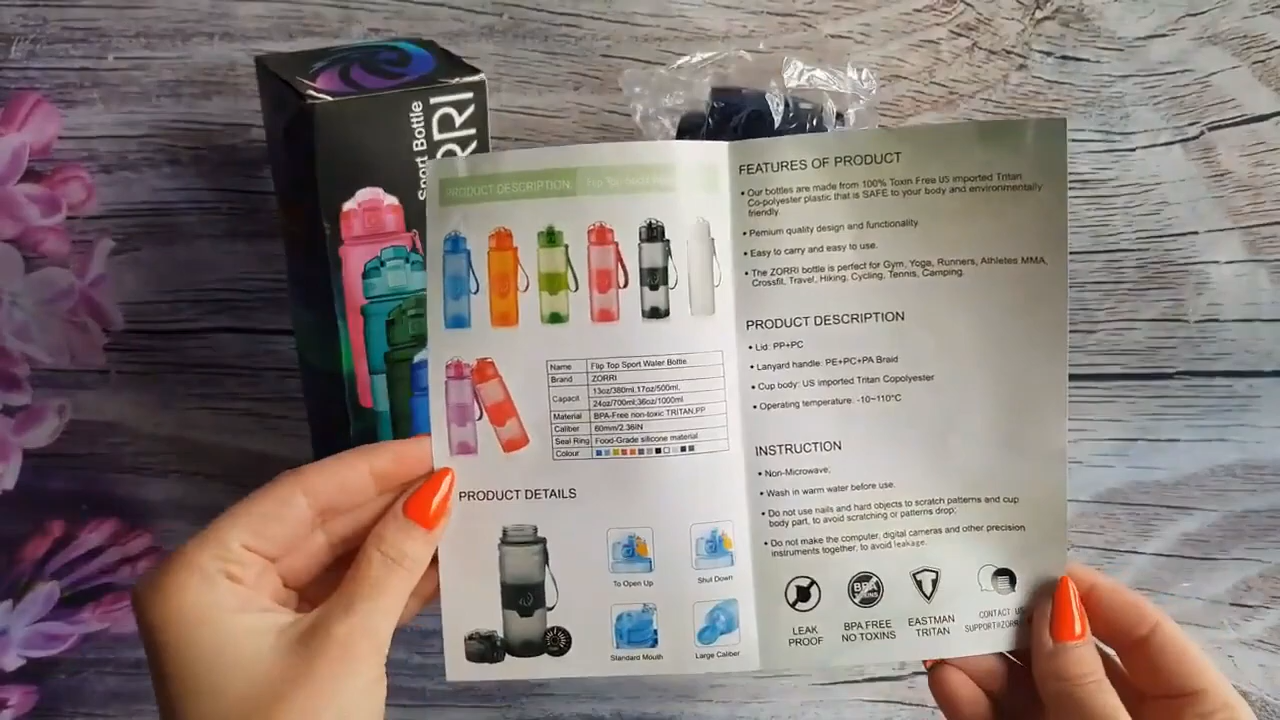 Sport Bottle
PRODUCT DESCRIPTION
Flip Top Sport
Name Flip Top Sport Waler Bottle
Brand ZORRI
Capacit 13oz/380ml,17oz/500ml,
24oz/700ml;36oz/1000ml
Material BPA-Free non-toxic TRITAN,PP
Caliber 60mm/2.36IN
Seal Ring Food-Grade silicone material
Colour
PRODUCT DETAILS
To Open Up
Shut Down
Standard Mouth
Large Caliber
FEATURES OF PRODUCT
• Our bottles are made from 100% Toxin Free US imported Tritan
Co-polyester plastic that is SAFE to your body and environmentally
friendly.
• Pemium quality design and functionality.
• Easy to carry and easy to use.
• The ZORRI bottle is perfect for Gym, Yoga, Runners, Athletes MMA,
Crossfit, Travel, Hiking, Cycling, Tennis, Camping.
PRODUCT DESCRIPTION
• Lid: PP+PC
• Lanyard handle: PE+PC+PA Braid
• Cup body: US imported Tritan Copolyester
• Operating temperature: -10~110°C
INSTRUCTION
• Non-Microwave;
• Wash in warm water before use.
• Do not use nails and hard objects to scratch patterns and cup
body part, to avoid scratching or patterns drop;
• Do not make the computer, digital cameras and other precision
instruments together, to avoid leakage.
LEAK
PROOF
BPA FREE
NO TOXINS
EASTMAN
TRITAN
CONTACT US
SUPPORT@ZORRI